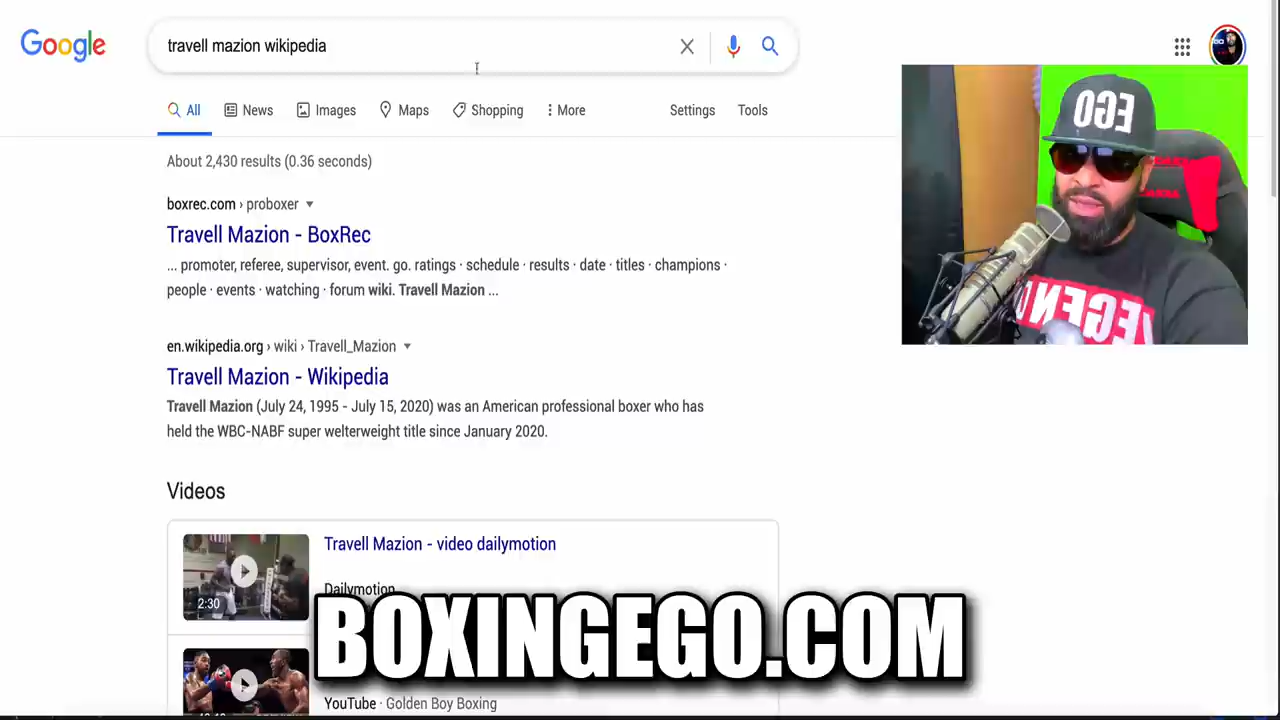 Google
travell mazion wikipedia
All News Images Maps Shopping More Settings Tools
About 2,430 results (0.36 seconds)
boxrec.com › proboxer
Travell Mazion - BoxRec
... promoter, referee, supervisor, event. go. ratings · schedule · results · date · titles · champions ·
people · events · watching · forum wiki. Travell Mazion ...
en.wikipedia.org › wiki › Travell_Mazion
Travell Mazion - Wikipedia
Travell Mazion (July 24, 1995 - July 15, 2020) was an American professional boxer who has
held the WBC-NABF super welterweight title since January 2020.
Videos
Travell Mazion - video dailymotion
Dailymotion
2:30
YouTube · Golden Boy Boxing
BOXINGEGO.COM
EGO
LEGEND